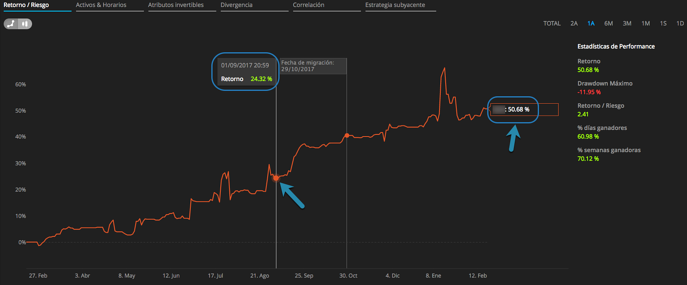 Retorno / Riesgo Activos & Horarios Atributos Invertibles Divergencia Correlación Estrategia subyacente
TOTAL 2A 1A 6M 3M 1M 1S 1D
Estadísticas de Performance
Retorno
50.68 %
Drawdown Máximo
-11.95 %
Retorno / Riesgo
2.41
% días ganadores
60.98 %
% semanas ganadoras
70.12 %
01/09/2017 20:59
Retorno 24.32 %
Fecha de migración:
29/10/2017
: 50.68 %
60%
50%
40%
30%
20%
10%
0%
27. Feb 3. Abr 8. May 12. Jun 17. Jul 21. Ago 25. Sep 30. Oct 4. Dic 8. Ene 12. Feb